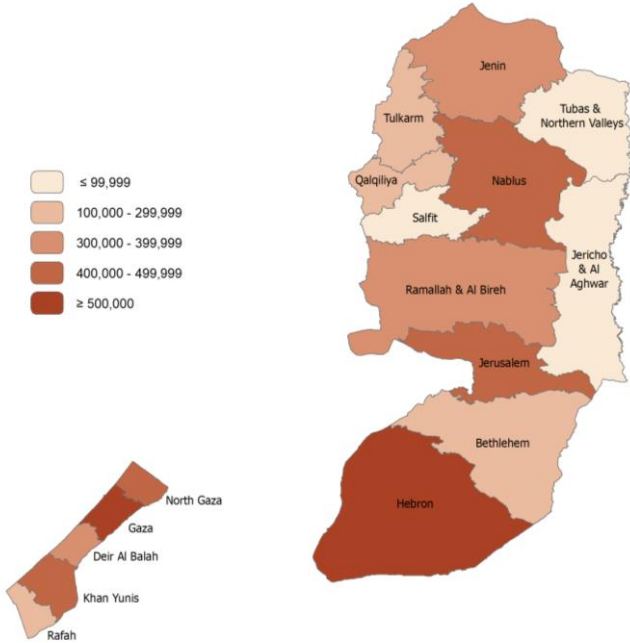 Jenin
Tubas &
Northern Valleys
Tulkarm
Qalqiliya
Nablus
Salfit
Jericho
& Al
Aghwar
Ramallah & Al Bireh
Jerusalem
Bethlehem
Hebron
≤ 99,999
100,000 - 299,999
300,000 - 399,999
400,000 - 499,999
≥ 500,000
North Gaza
Gaza
Deir Al Balah
Khan Yunis
Rafah